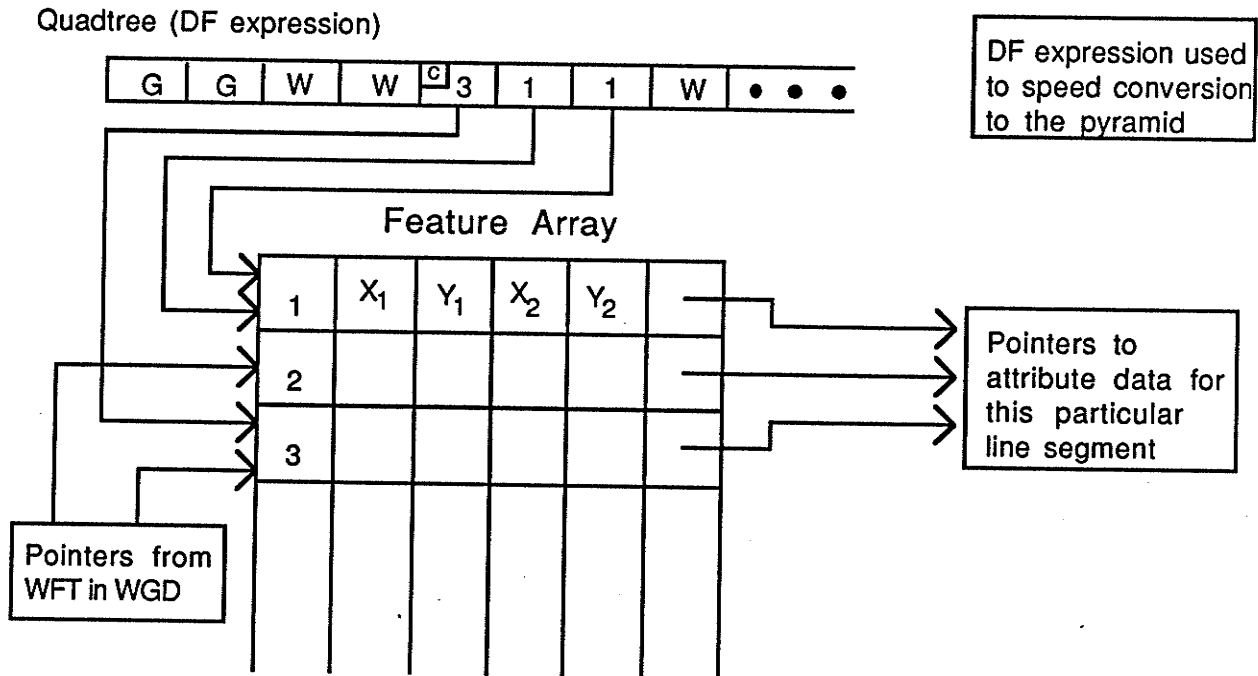 Quadtree (DF expression)
G G W W C 3 1 1 W • • •
DF expression used
to speed conversion
to the pyramid
Feature Array
1 X1 Y1 X2 Y2
2
3
Pointers to
attribute data for
this particular
line segment
Pointers from
WFT in WGD